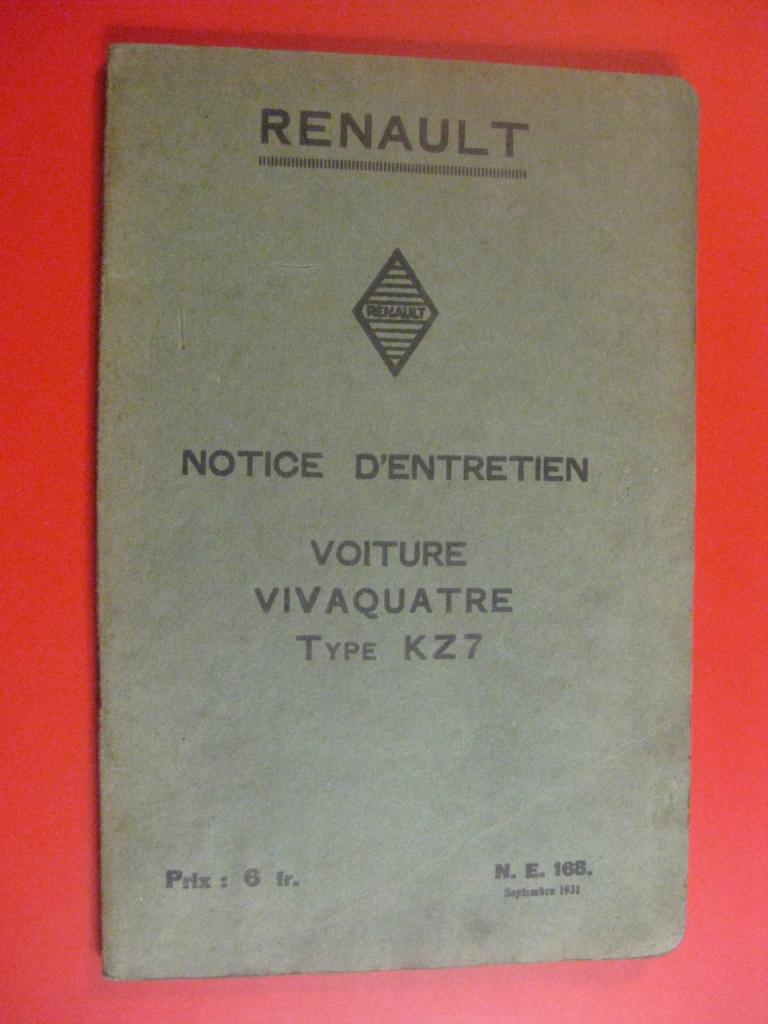 RENAULT
RENAULT
NOTICE D'ENTRETIEN
VOITURE
VIVAQUATRE
TYPE KZ7
Prix : 6 fr.
N. E. 168.
Septembre 1931